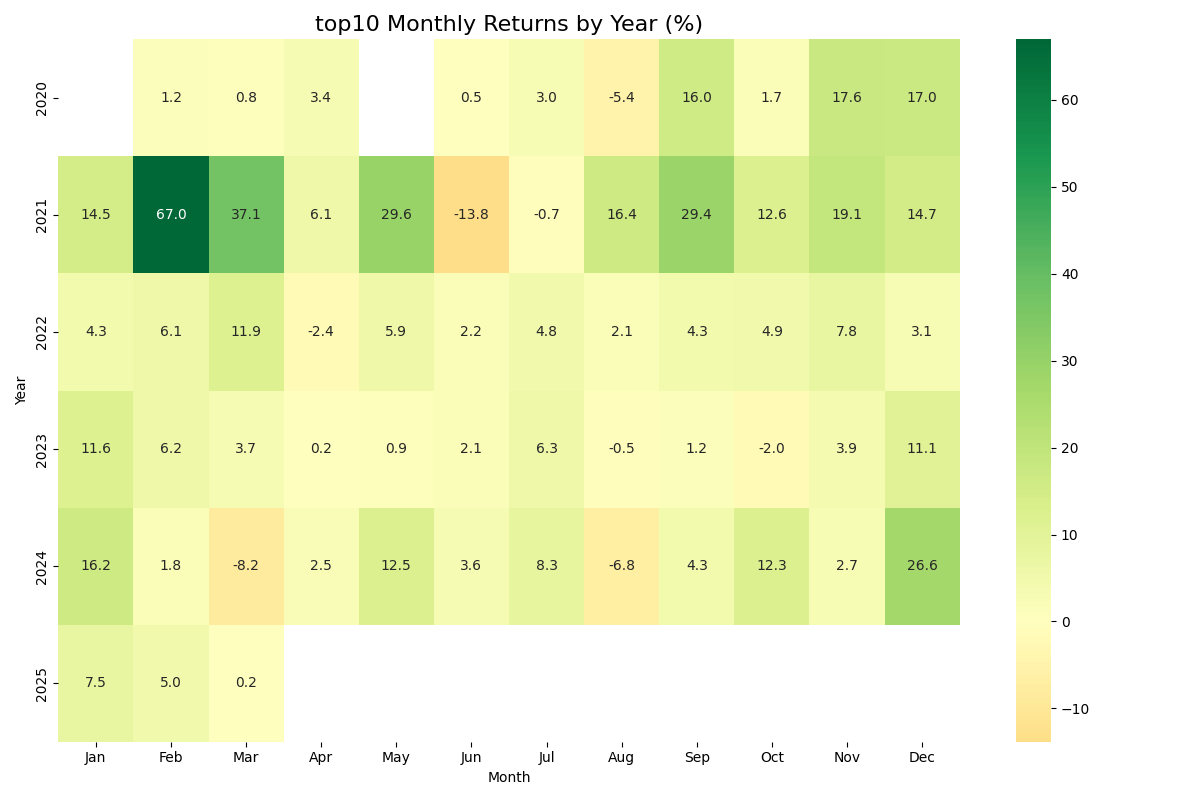 top10 Monthly Returns by Year (%)
2020 1.2 0.8 3.4 0.5 3.0 -5.4 16.0 1.7 17.6 17.0
2021 14.5 67.0 37.1 6.1 29.6 -13.8 -0.7 16.4 29.4 12.6 19.1 14.7
2022 4.3 6.1 11.9 -2.4 5.9 2.2 4.8 2.1 4.3 4.9 7.8 3.1
2023 11.6 6.2 3.7 0.2 0.9 2.1 6.3 -0.5 1.2 -2.0 3.9 11.1
2024 16.2 1.8 -8.2 2.5 12.5 3.6 8.3 -6.8 4.3 12.3 2.7 26.6
2025 7.5 5.0 0.2
Jan Feb Mar Apr May Jun Jul Aug Sep Oct Nov Dec
Month
Year
60
50
40
30
20
10
0
−10